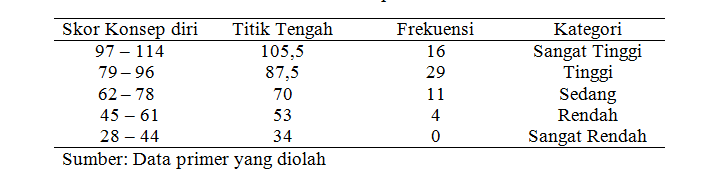 Skor Konsep diri Titik Tengah Frekuensi Kategori
97 – 114 105,5 16 Sangat Tinggi
79 – 96 87,5 29 Tinggi
62 – 78 70 11 Sedang
45 – 61 53 4 Rendah
28 – 44 34 0 Sangat Rendah
Sumber: Data primer yang diolah